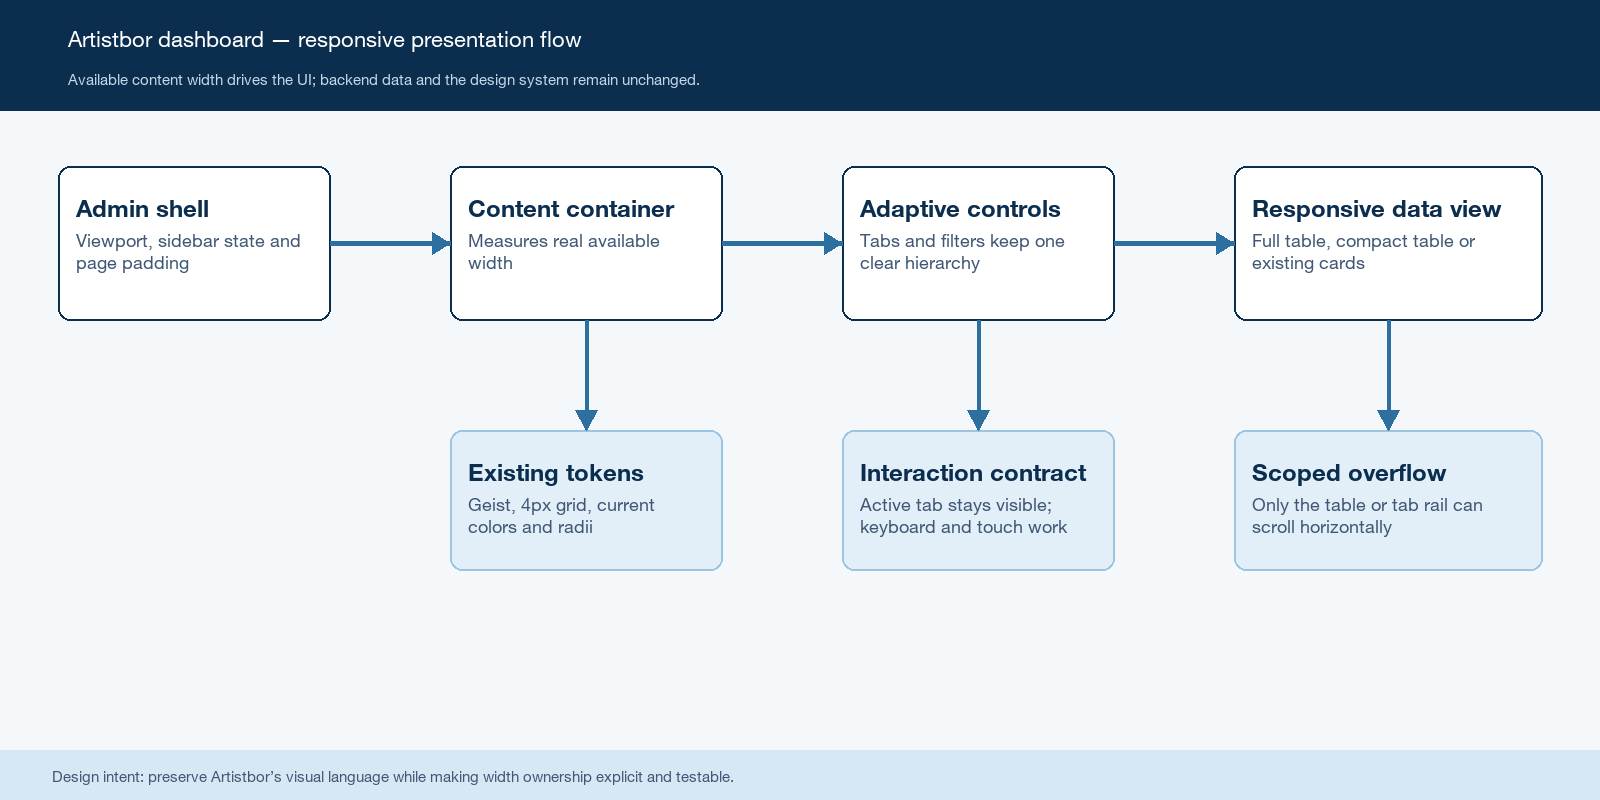 Artistbor dashboard — responsive presentation flow
Available content width drives the UI; backend data and the design system remain unchanged.
Admin shell
Viewport, sidebar state and
page padding
Content container
Measures real available
width
Adaptive controls
Tabs and filters keep one
clear hierarchy
Responsive data view
Full table, compact table or
existing cards
Existing tokens
Geist, 4px grid, current
colors and radii
Interaction contract
Active tab stays visible;
keyboard and touch work
Scoped overflow
Only the table or tab rail can
scroll horizontally
Design intent: preserve Artistbor’s visual language while making width ownership explicit and testable.